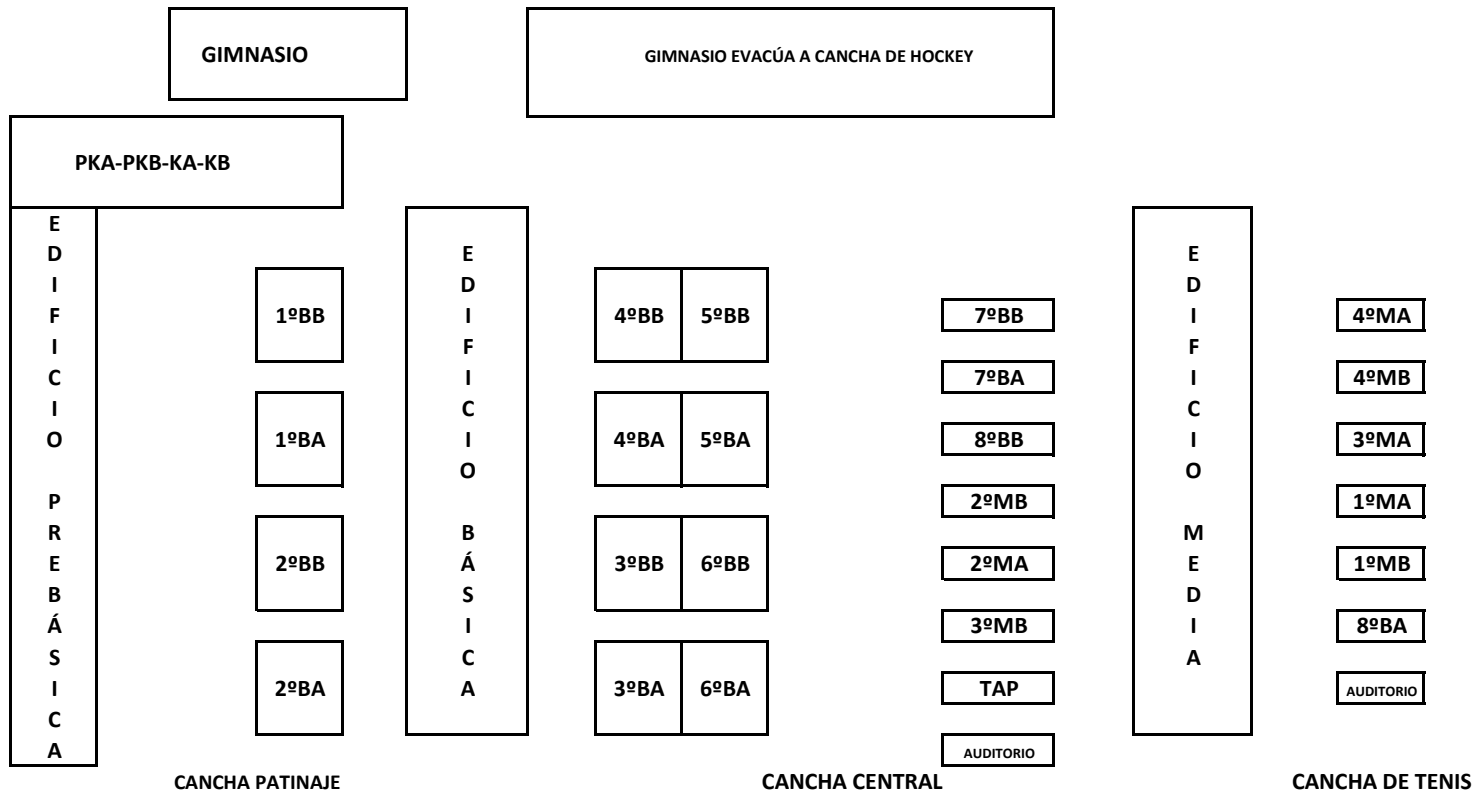 GIMNASIO
GIMNASIO EVACÚA A CANCHA DE HOCKEY
PKA-PKB-KA-KB
EDIFICIO PREBÁSICA
1ºBB
1ºBA
2ºBB
2ºBA
EDIFICIO BÁSICA
4ºBB 5ºBB
4ºBA 5ºBA
3ºBB 6ºBB
3ºBA 6ºBA
7ºBB
7ºBA
8ºBB
2ºMB
2ºMA
3ºMB
TAP
AUDITORIO
EDIFICIO MEDIA
4ºMA
4ºMB
3ºMA
1ºMA
1ºMB
8ºBA
AUDITORIO
CANCHA PATINAJE
CANCHA CENTRAL
CANCHA DE TENIS